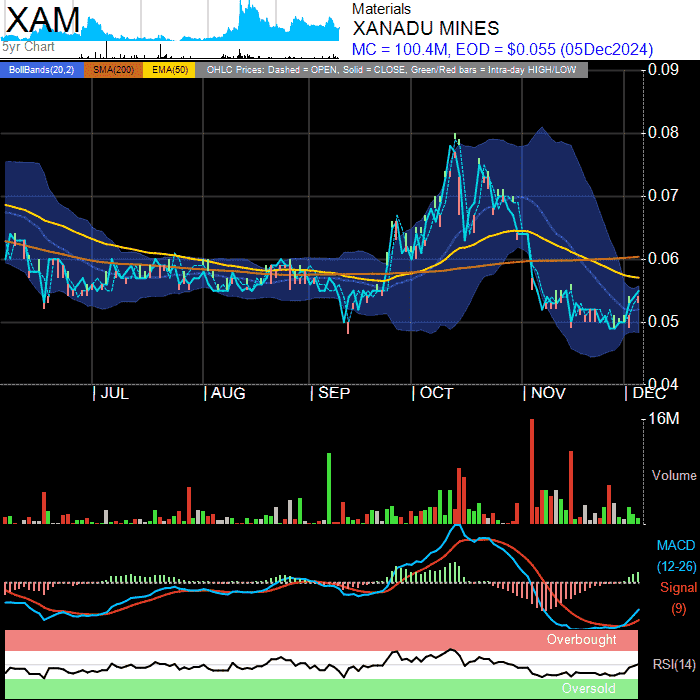 XAM
5yr Chart
Materials
XANADU MINES
MC = 100.4M, EOD = $0.055 (05Dec2024)
BollBands(20,2) SMA(200) EMA(50) OHLC Prices: Dashed = OPEN, Solid = CLOSE, Green/Red bars = Intra-day HIGH/LOW
0.09
0.08
0.07
0.06
0.05
0.04
| JUL | AUG | SEP | OCT | NOV | DEC
16M
Volume
MACD
(12-26)
Signal
(9)
Overbought
RSI(14)
Oversold